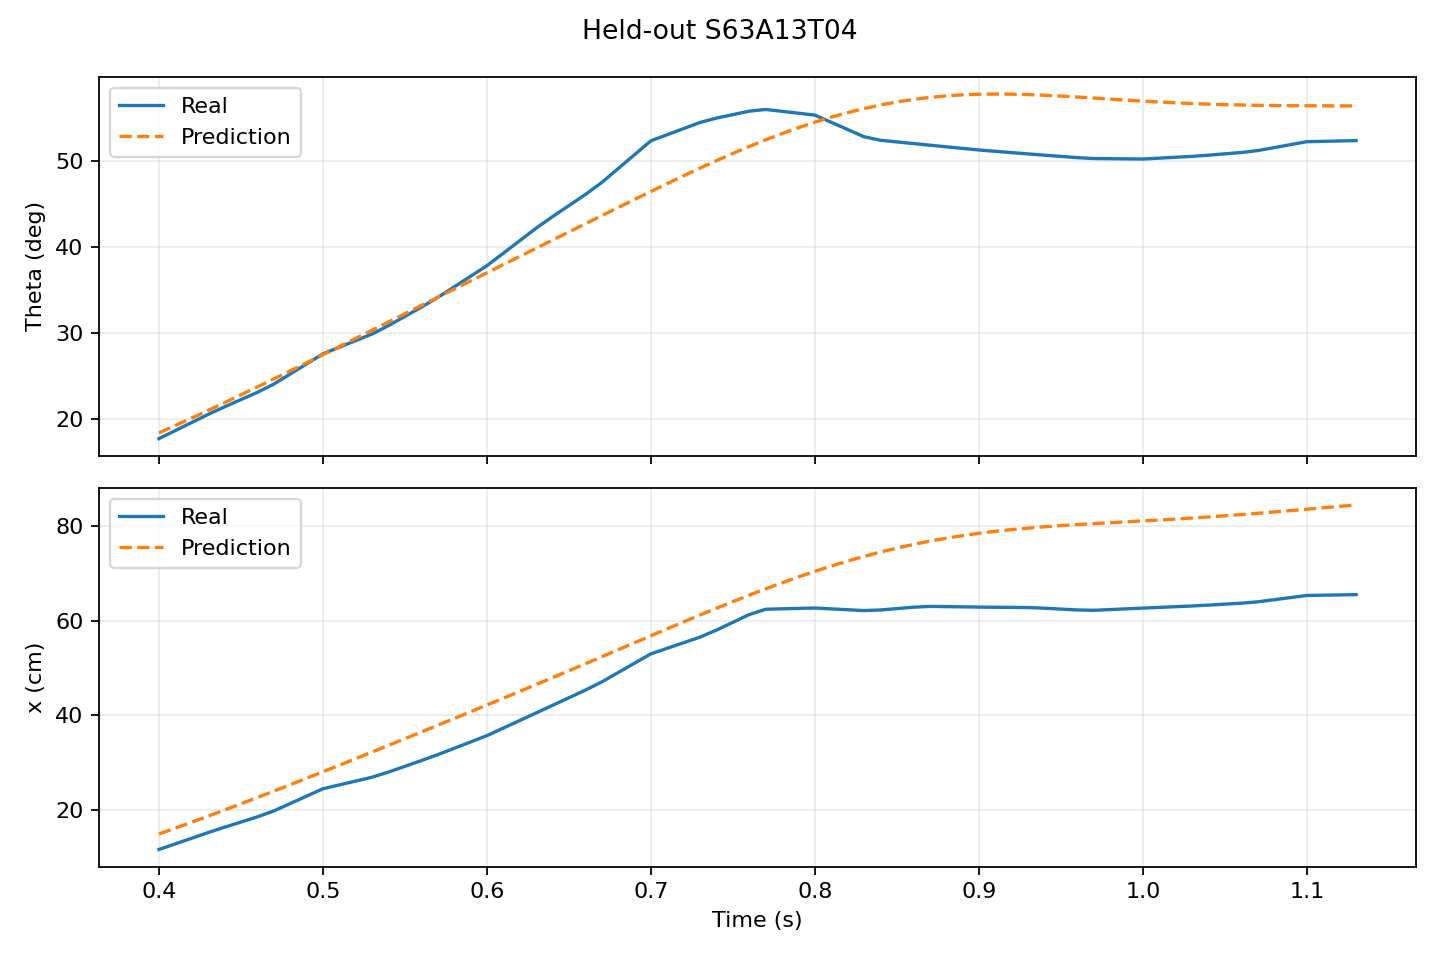 Held-out S63A13T04
Real
Prediction
Theta (deg)
50
40
30
20
Real
Prediction
x (cm)
80
60
40
20
0.4 0.5 0.6 0.7 0.8 0.9 1.0 1.1
Time (s)